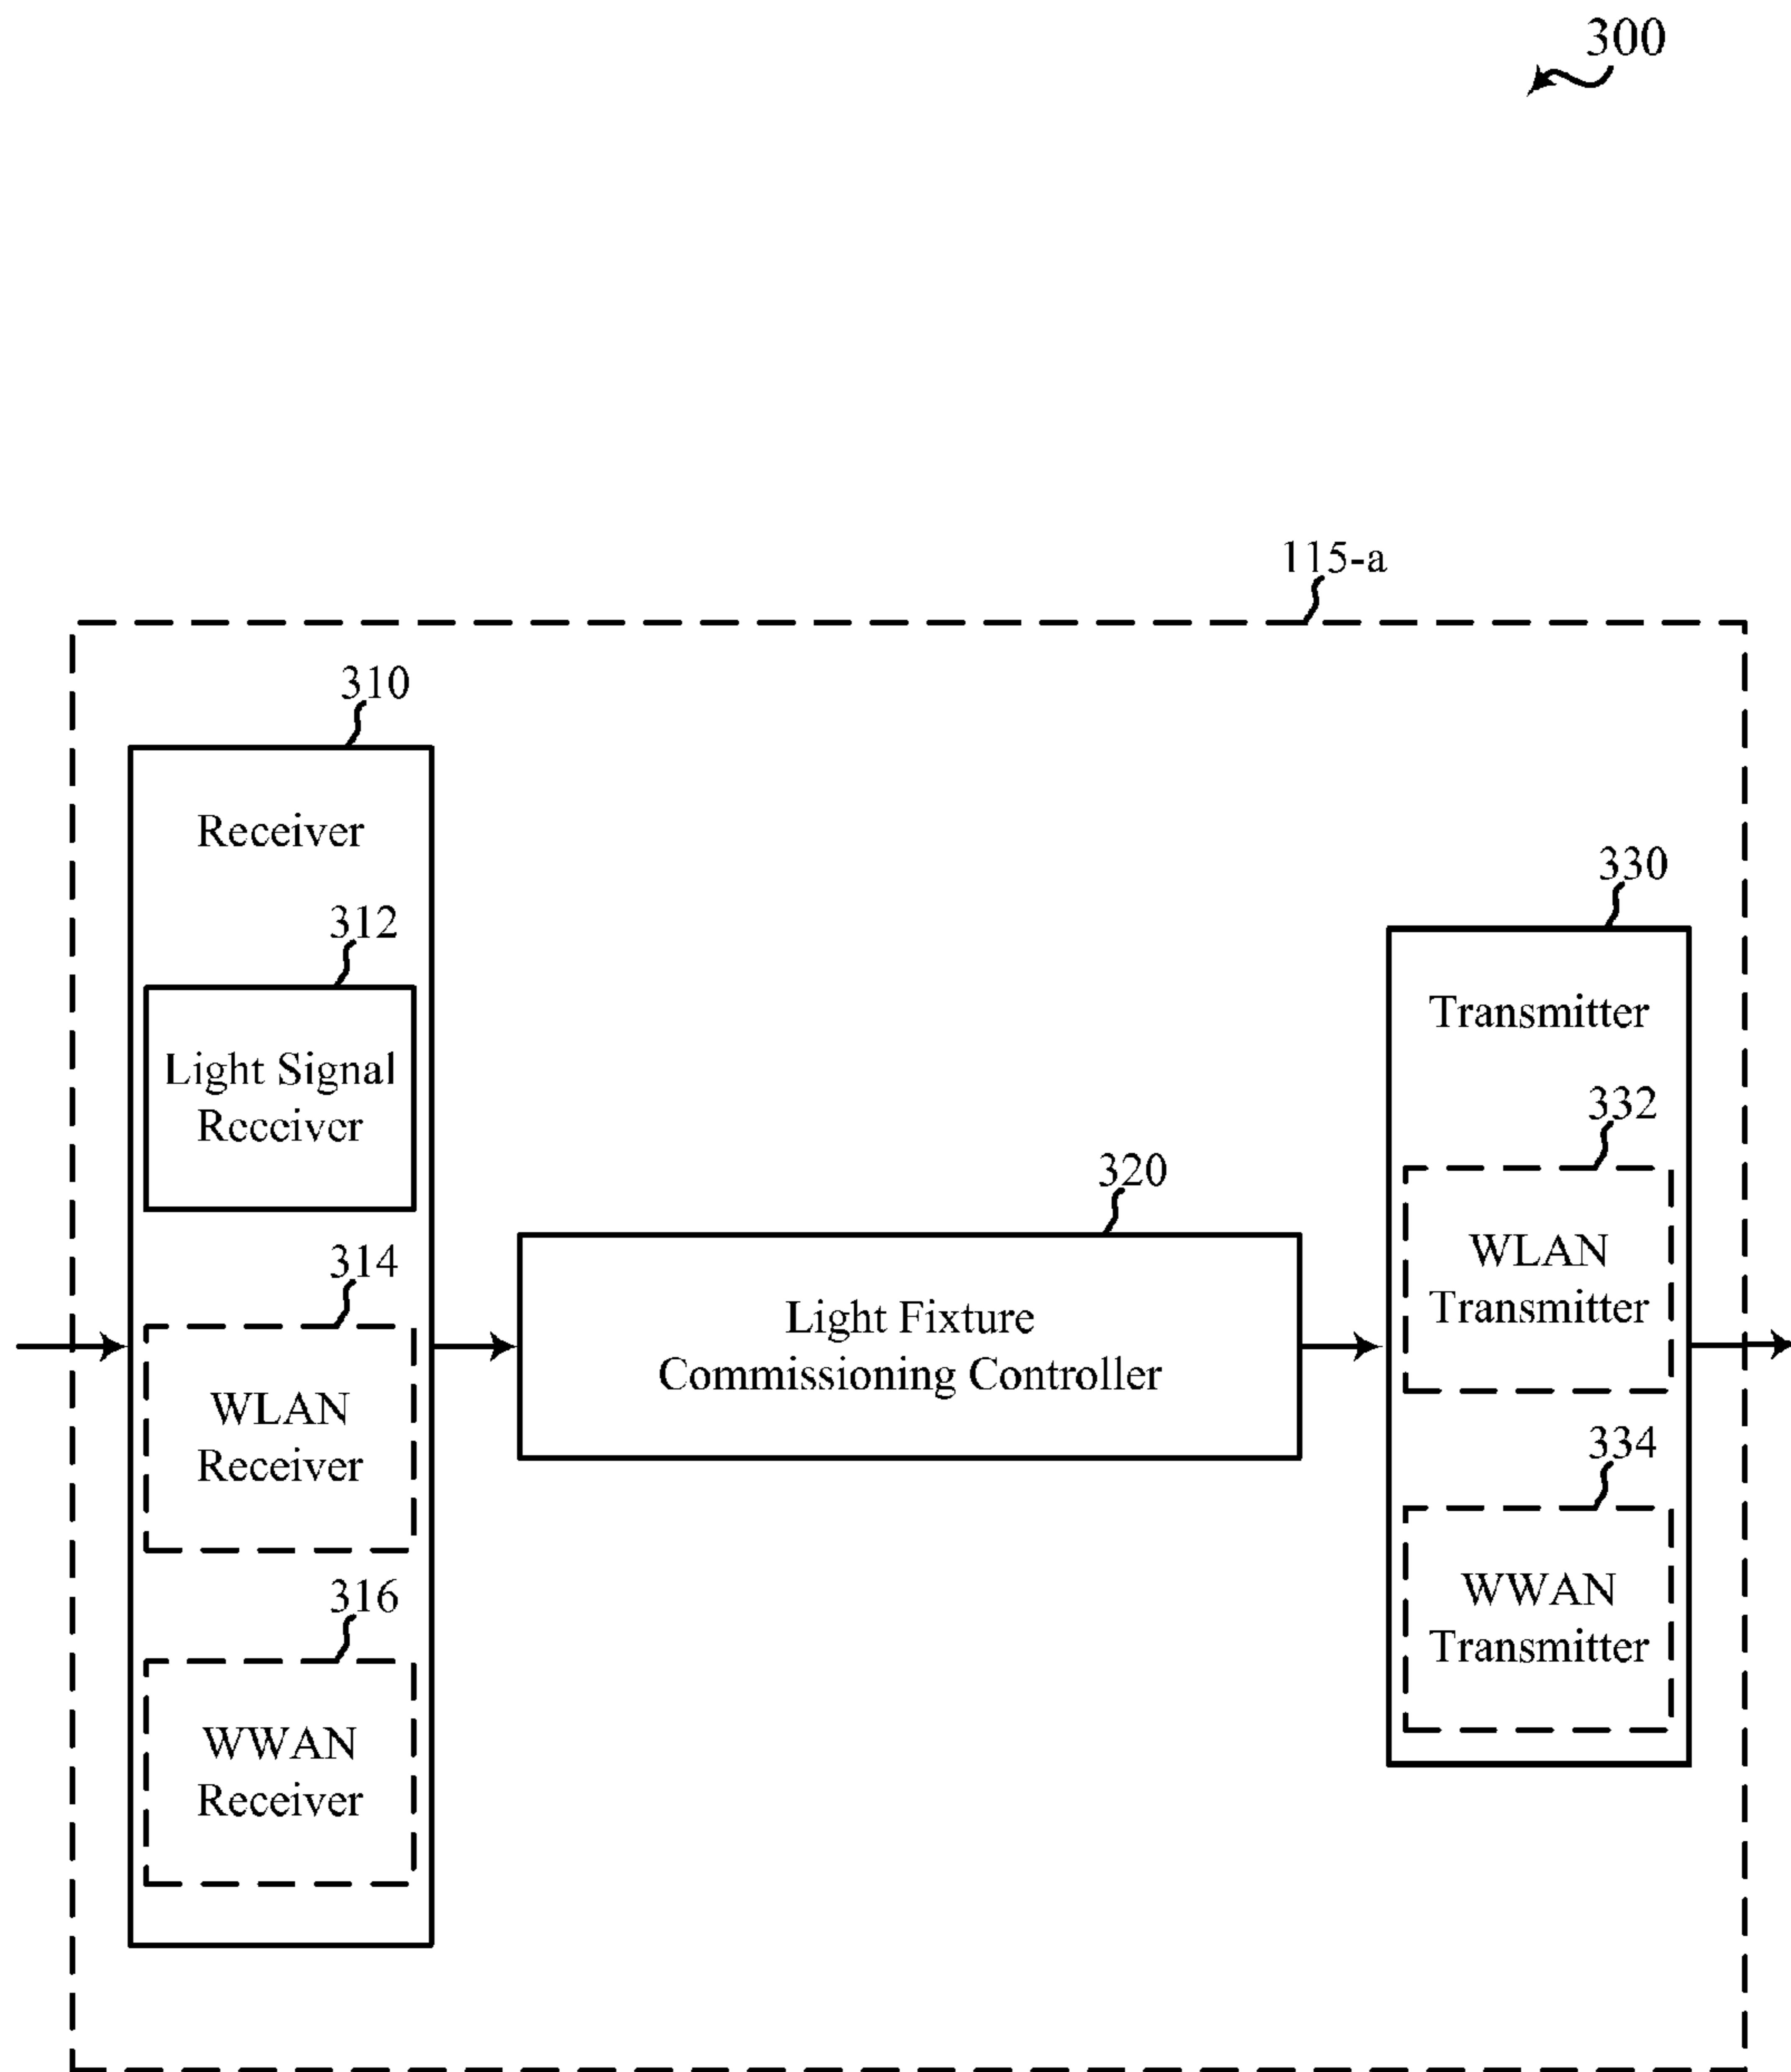 300
115-a
310
Receiver
312
Light Signal
Receiver
314
WLAN
Receiver
316
WWAN
Receiver
320
Light Fixture
Commissioning Controller
330
Transmitter
332
WLAN
Transmitter
334
WWAN
Transmitter